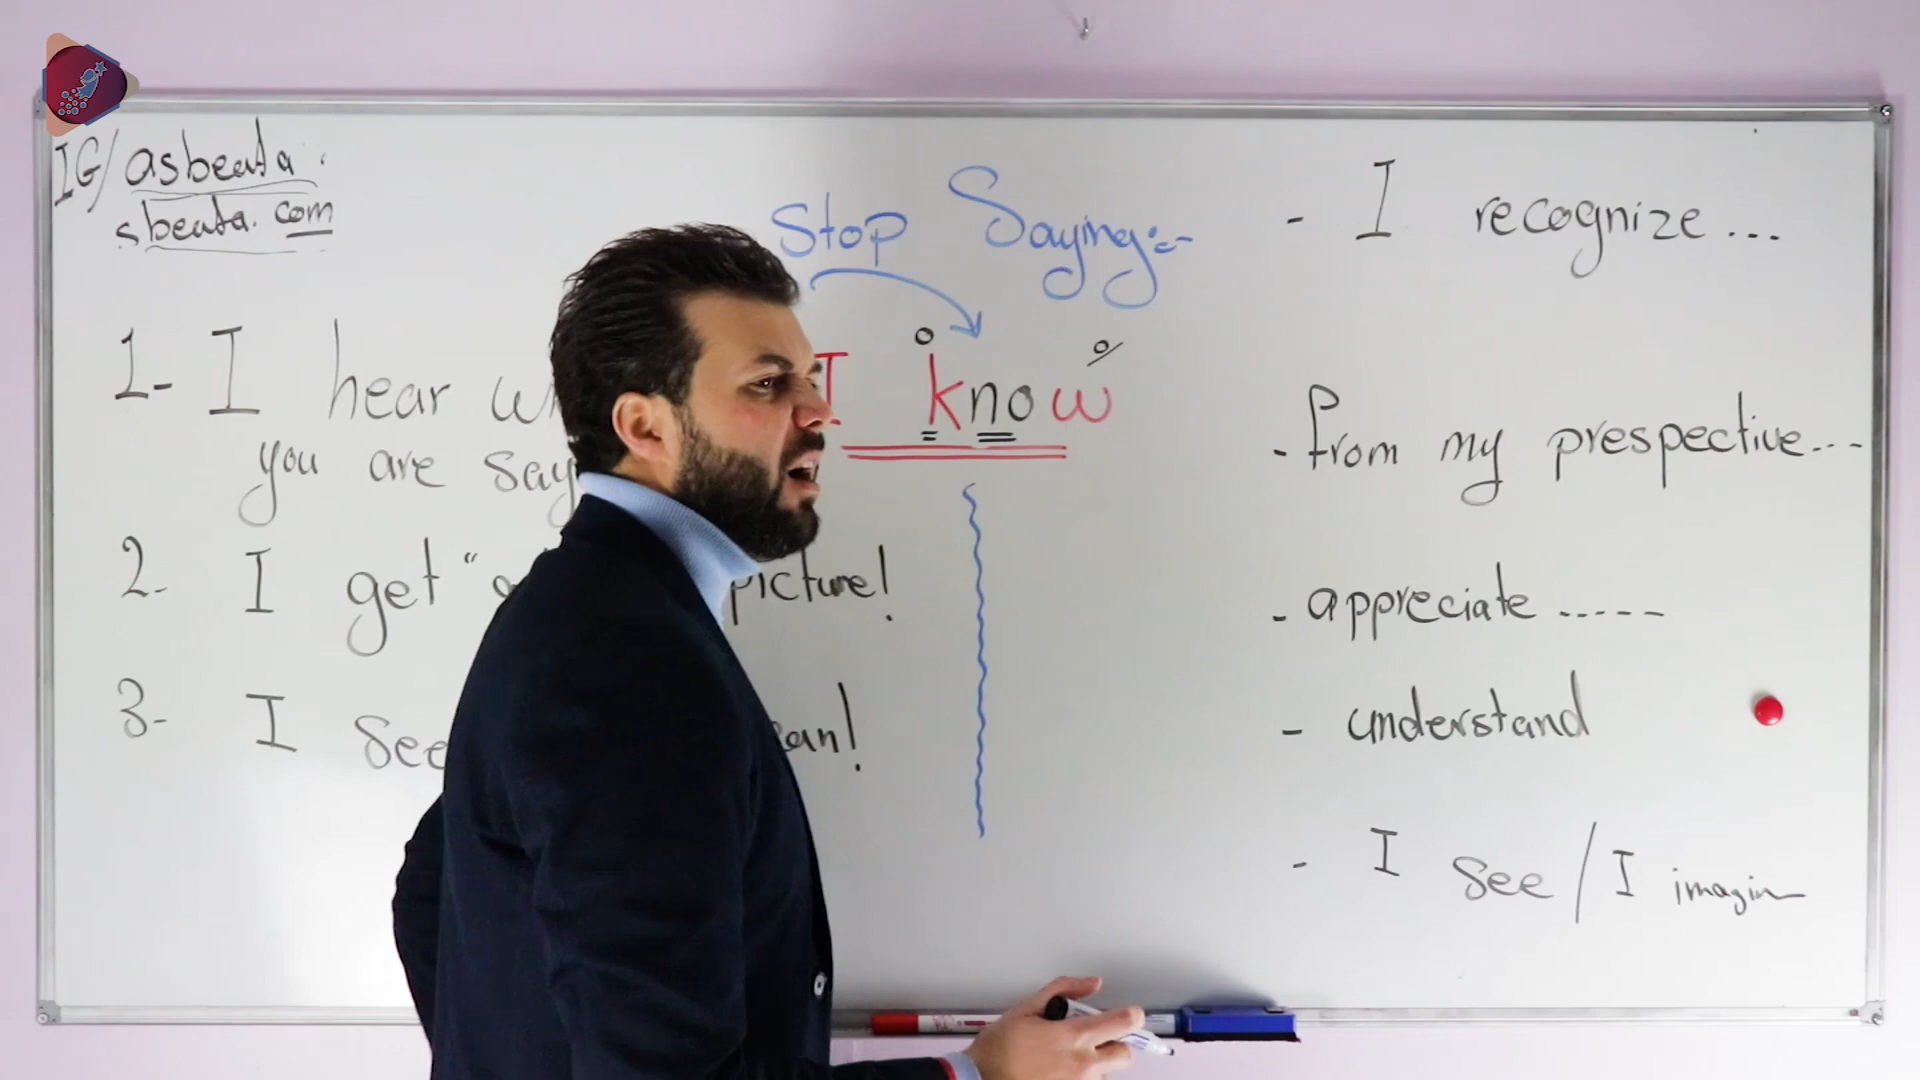 IG/ asbeata.
sbeata.com
Stop Saying:-
I know
1- I hear
you are say
2- I get "
picture!
3- I See
ean!
- I recognize...
- from my prespective...
- appreciate .....
- understand
- I See / I imagin